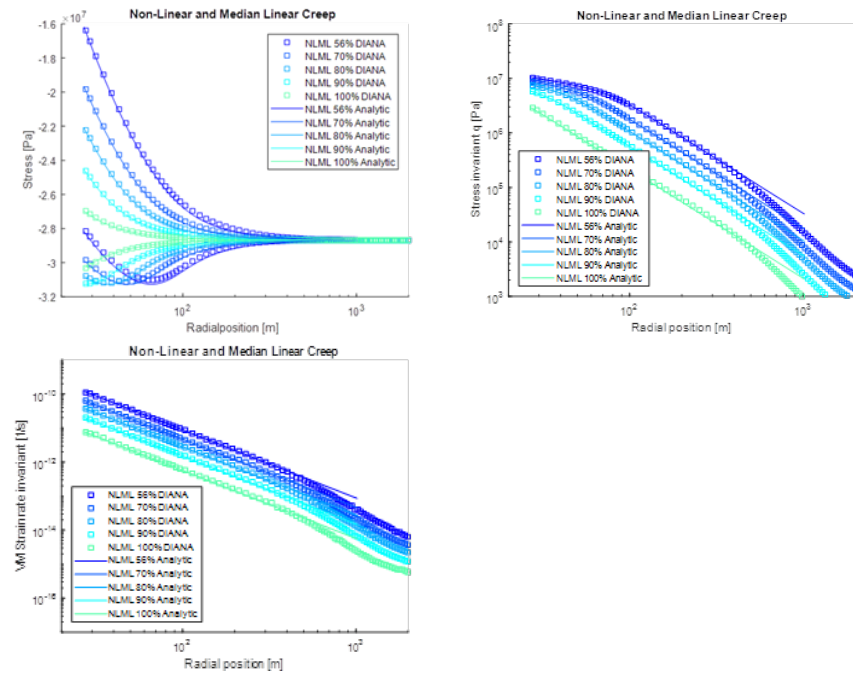 Non-Linear and Median Linear Creep
×10⁷
-1.6
-1.8
-2
-2.2
-2.4
-2.6
-2.8
-3
-3.2
Stress [Pa]
NLML 56% DIANA
NLML 70% DIANA
NLML 80% DIANA
NLML 90% DIANA
NLML 100% DIANA
NLML 56% Analytic
NLML 70% Analytic
NLML 80% Analytic
NLML 90% Analytic
NLML 100% Analytic
10²
10³
Radialposition [m]
Non-Linear and Median Linear Creep
10⁸
10⁷
10⁶
10⁵
10⁴
10³
Stress invariant q [Pa]
NLML 56% DIANA
NLML 70% DIANA
NLML 80% DIANA
NLML 90% DIANA
NLML 100% DIANA
NLML 56% Analytic
NLML 70% Analytic
NLML 80% Analytic
NLML 90% Analytic
NLML 100% Analytic
10²
10³
Radial position [m]
Non-Linear and Median Linear Creep
10⁻¹⁰
10⁻¹²
10⁻¹⁴
10⁻¹⁶
VM Strain rate invariant [1/s]
NLML 56% DIANA
NLML 70% DIANA
NLML 80% DIANA
NLML 90% DIANA
NLML 100% DIANA
NLML 56% Analytic
NLML 70% Analytic
NLML 80% Analytic
NLML 90% Analytic
NLML 100% Analytic
10²
10³
Radial position [m]